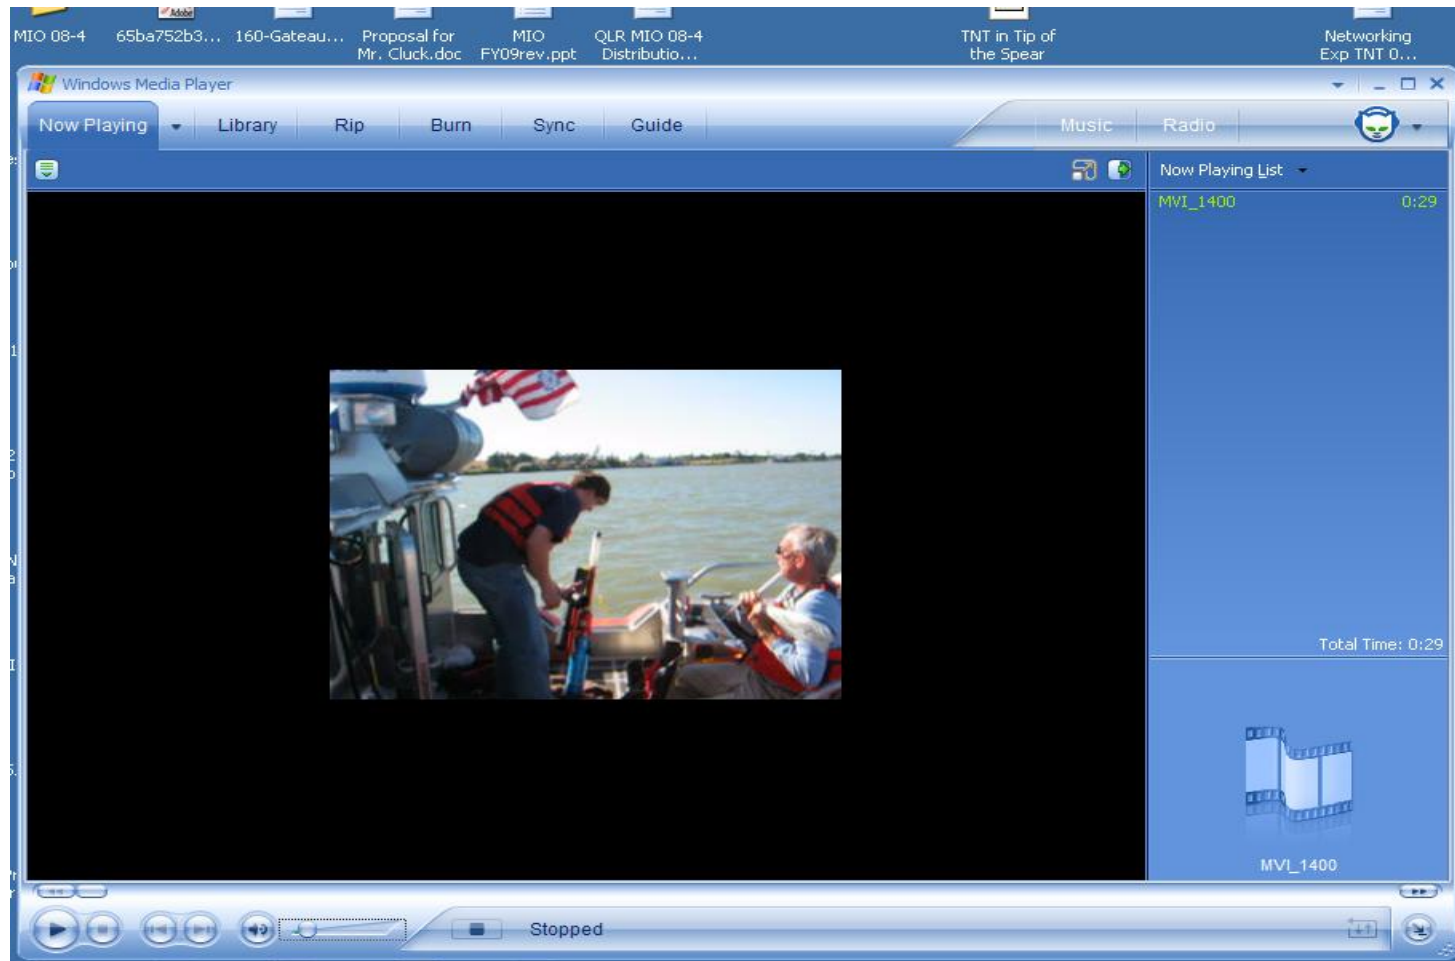 Adobe
MIO 08-4 65ba752b3... 160-Gateau... Proposal for MIO QLR MIO 08-4 TNT in Tip of Networking
Mr. Cluck.doc FY09rev.ppt Distributio... the Spear Exp TNT 0...
Windows Media Player
Now Playing Library Rip Burn Sync Guide Music Radio
Now Playing List
MVI_1400 0:29
Total Time: 0:29
MVI_1400
Stopped